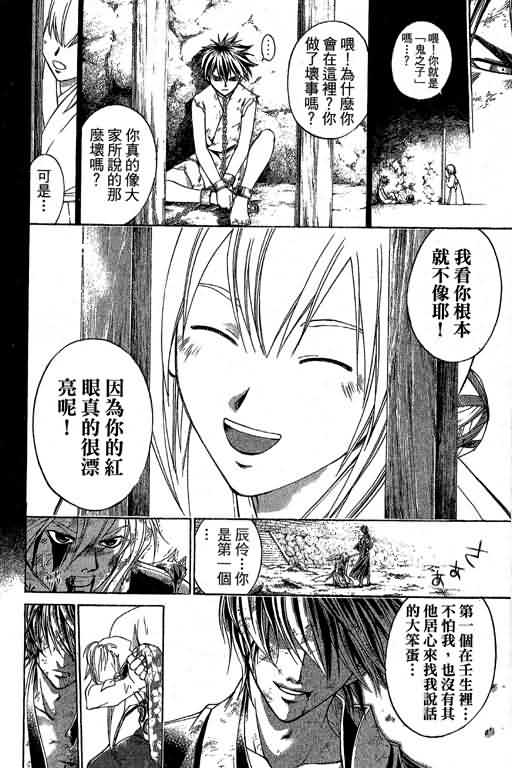 喂！你就是
「鬼之子」
嗎…？
喂！為什麼你
會在這裡？你
做了壞事嗎？
…
你真的像大
家所說的那
麼壞嗎？
可是…
我看你根本
就不像耶！
因為你的紅
眼真的很漂
亮呢！
ああ
っ
辰伶…你
是第一個
第一個在壬生裡…
不怕我，也沒有其
他居心來找我說話
的大笨蛋…